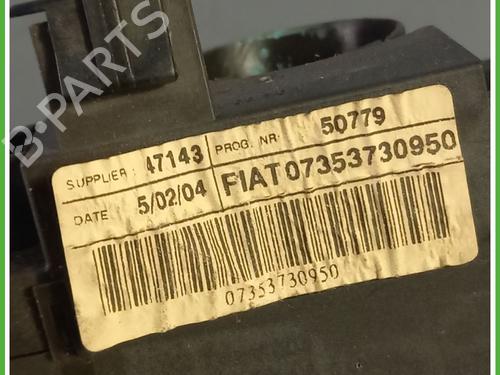 B-PARTS
SUPPLIER: 47143 PROG. NR: 50779
DATE: 5/02/04 FIAT07353730950
07353730950